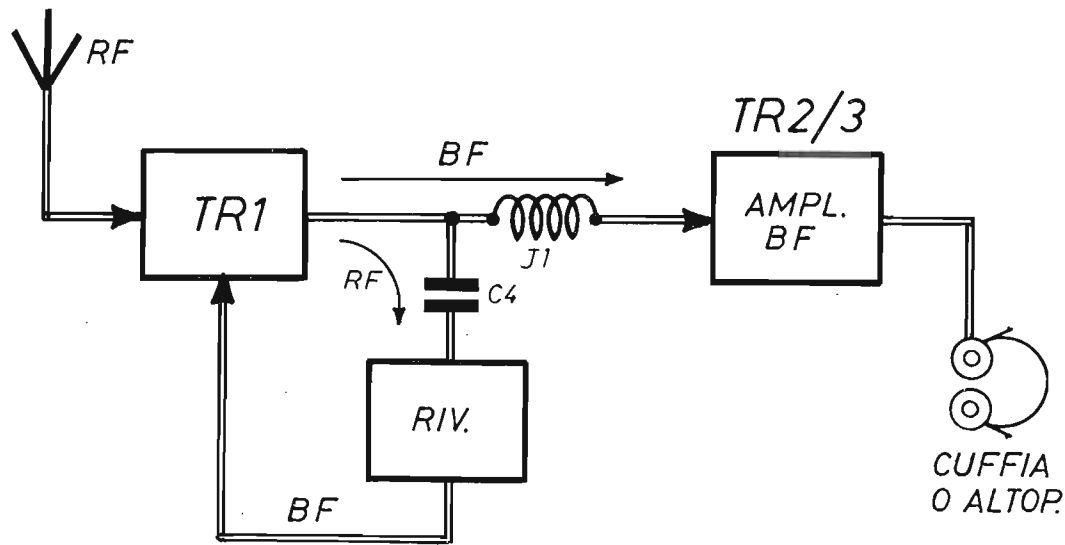 RF
TR1
BF
RF
J1
C4
RIV.
BF
TR2/3
AMPL.
BF
CUFFIA
O ALTOP.